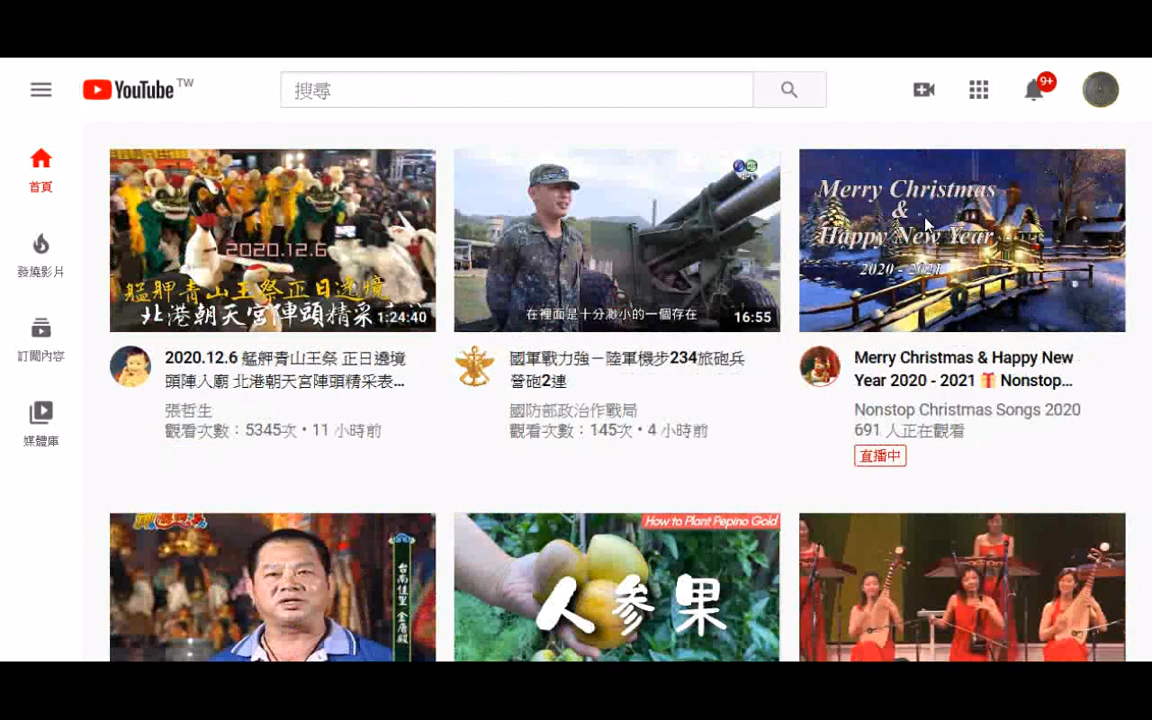 YouTube TW
搜尋
9+
首頁
發燒影片
訂閱內容
媒體庫
2020.12.6
艋舺青山王祭正日遶境
北港朝天宮陣頭精采
1:24:40
在裡面是十分渺小的一個存在
16:55
Merry Christmas
&
Happy New Year
2020 - 2021
2020.12.6 艋舺青山王祭 正日遶境
頭陣入廟 北港朝天宮陣頭精采表...
張哲生
觀看次數：5345次 • 11 小時前
國軍戰力強－陸軍機步234旅砲兵
營砲2連
國防部政治作戰局
觀看次數：145次 • 4 小時前
Merry Christmas & Happy New
Year 2020 - 2021 🎁 Nonstop...
Nonstop Christmas Songs 2020
691 人正在觀看
直播中
台南佳里 金唐殿
How to Plant Pepino Gold
人參果